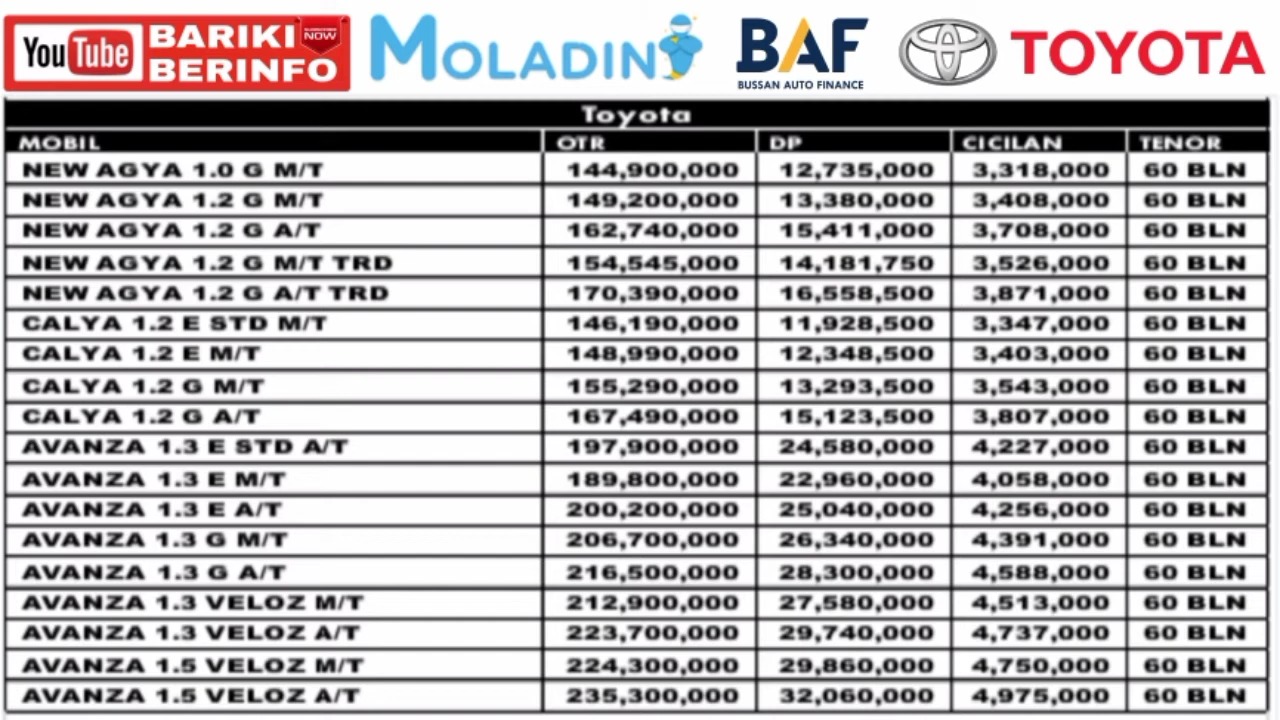 YouTube BARIKI BERINFO NOW MOLADIN BAF BUSSAN AUTO FINANCE TOYOTA
Toyota
MOBIL OTR DP CICILAN TENOR
NEW AGYA 1.0 G M/T 144,900,000 12,735,000 3,318,000 60 BLN
NEW AGYA 1.2 G M/T 149,200,000 13,380,000 3,408,000 60 BLN
NEW AGYA 1.2 G A/T 162,740,000 15,411,000 3,708,000 60 BLN
NEW AGYA 1.2 G M/T TRD 154,545,000 14,181,750 3,526,000 60 BLN
NEW AGYA 1.2 G A/T TRD 170,390,000 16,558,500 3,871,000 60 BLN
CALYA 1.2 E STD M/T 146,190,000 11,928,500 3,347,000 60 BLN
CALYA 1.2 E M/T 148,990,000 12,348,500 3,403,000 60 BLN
CALYA 1.2 G M/T 155,290,000 13,293,500 3,543,000 60 BLN
CALYA 1.2 G A/T 167,490,000 15,123,500 3,807,000 60 BLN
AVANZA 1.3 E STD A/T 197,900,000 24,580,000 4,227,000 60 BLN
AVANZA 1.3 E M/T 189,800,000 22,960,000 4,058,000 60 BLN
AVANZA 1.3 E A/T 200,200,000 25,040,000 4,256,000 60 BLN
AVANZA 1.3 G M/T 206,700,000 26,340,000 4,391,000 60 BLN
AVANZA 1.3 G A/T 216,500,000 28,300,000 4,588,000 60 BLN
AVANZA 1.3 VELOZ M/T 212,900,000 27,580,000 4,513,000 60 BLN
AVANZA 1.3 VELOZ A/T 223,700,000 29,740,000 4,737,000 60 BLN
AVANZA 1.5 VELOZ M/T 224,300,000 29,860,000 4,750,000 60 BLN
AVANZA 1.5 VELOZ A/T 235,300,000 32,060,000 4,975,000 60 BLN